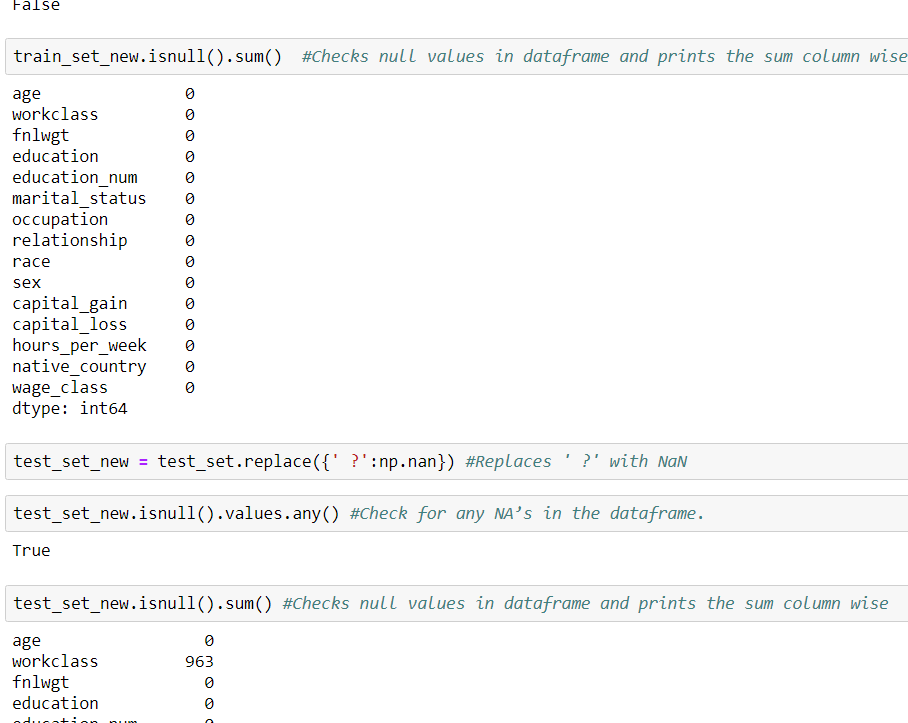 False
train_set_new.isnull().sum()  #Checks null values in dataframe and prints the sum column wise
age 0
workclass 0
fnlwgt 0
education 0
education_num 0
marital_status 0
occupation 0
relationship 0
race 0
sex 0
capital_gain 0
capital_loss 0
hours_per_week 0
native_country 0
wage_class 0
dtype: int64
test_set_new = test_set.replace({' ?':np.nan}) #Replaces ' ?' with NaN
test_set_new.isnull().values.any() #Check for any NA’s in the dataframe.
True
test_set_new.isnull().sum() #Checks null values in dataframe and prints the sum column wise
age 0
workclass 963
fnlwgt 0
education 0
education_num 0